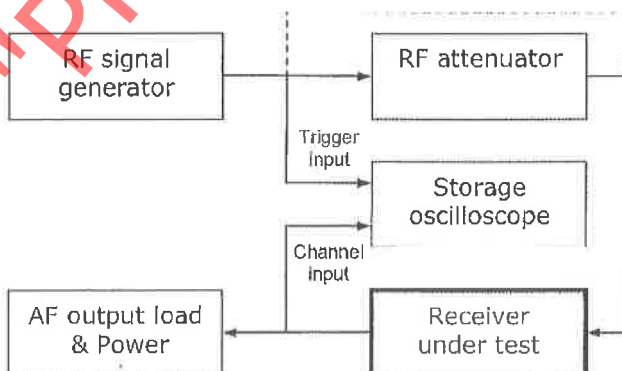 RF signal
generator
RF attenuator
Trigger
input
Storage
oscilloscope
Channel
input
AF output load
& Power
Receiver
under test